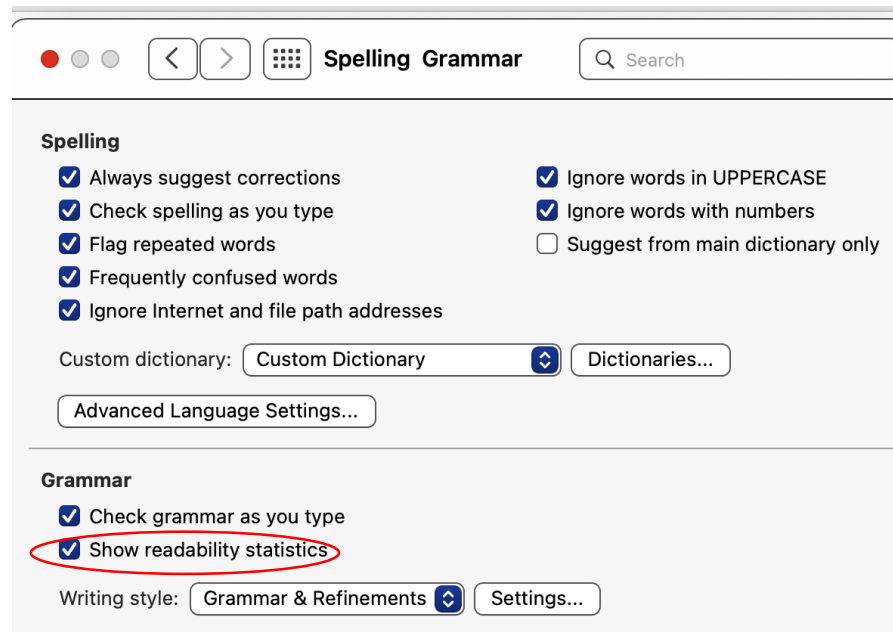 Spelling Grammar
Search
Spelling
Always suggest corrections
Ignore words in UPPERCASE
Check spelling as you type
Ignore words with numbers
Flag repeated words
Suggest from main dictionary only
Frequently confused words
Ignore Internet and file path addresses
Custom dictionary: Custom Dictionary Dictionaries...
Advanced Language Settings...
Grammar
Check grammar as you type
Show readability statistics
Writing style: Grammar & Refinements Settings...